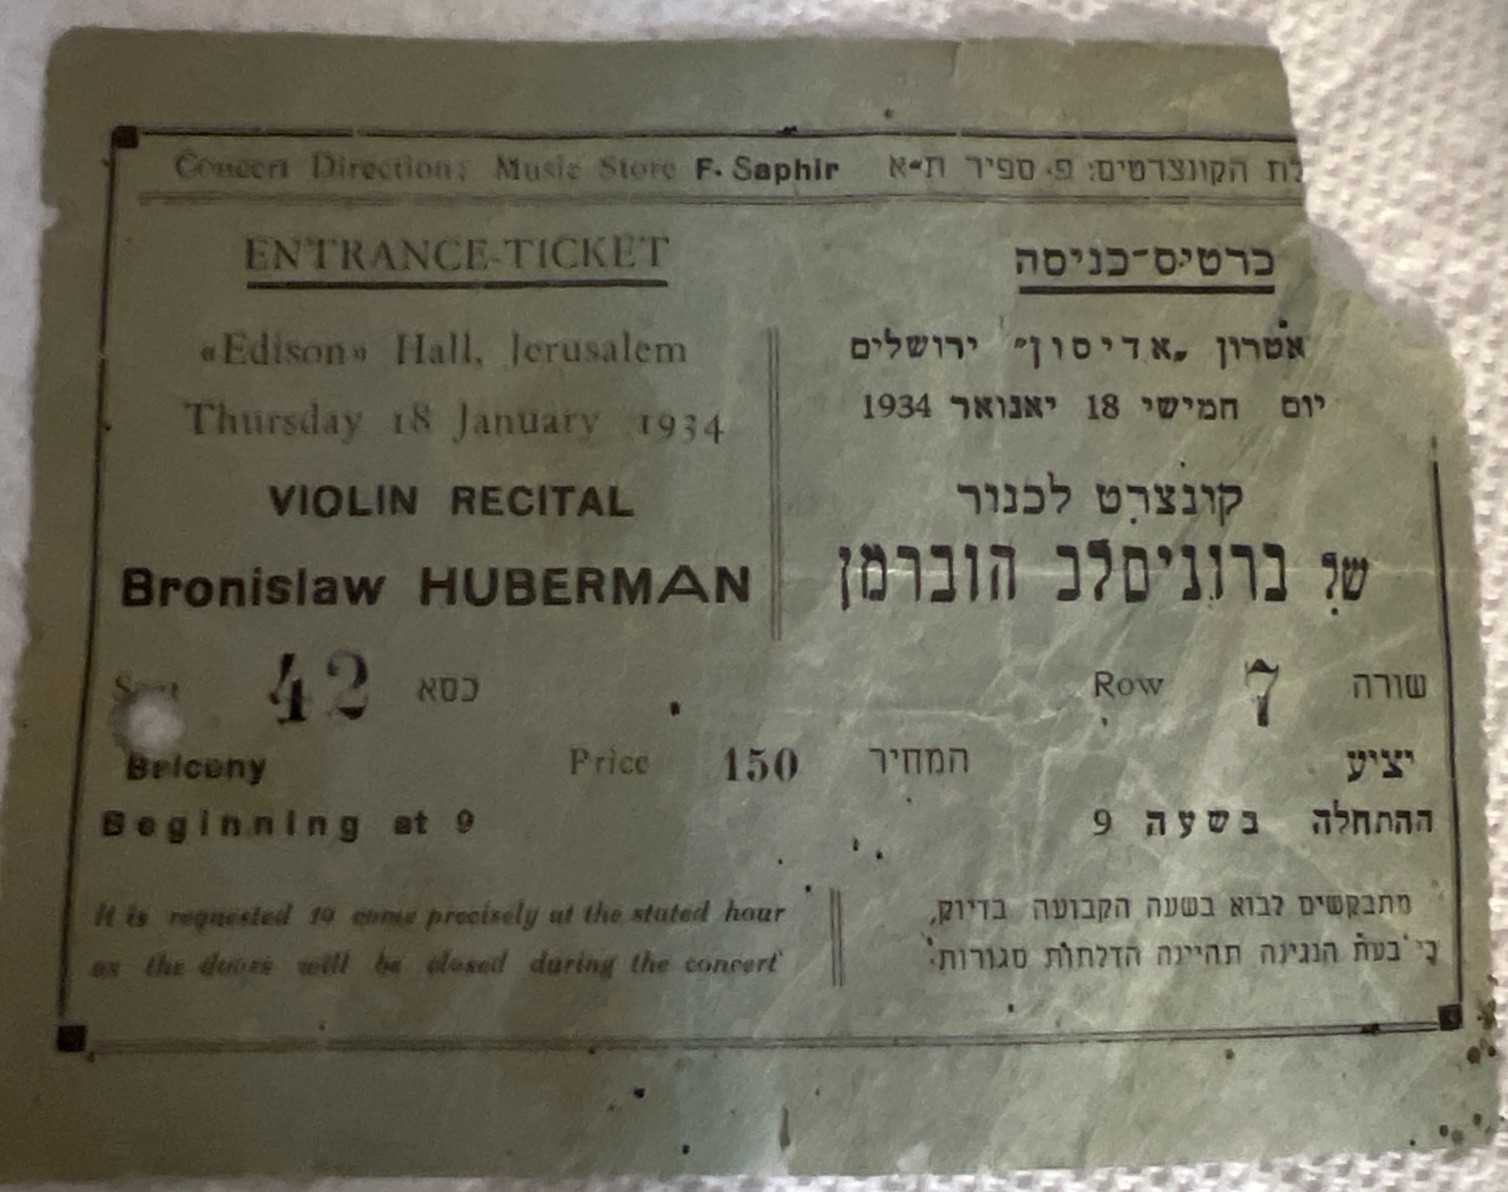 Concert Direction: Music Store F. Saphir
הקונצרטים: פ. ספיר ת״א
ENTRANCE-TICKET
«Edison» Hall, Jerusalem
Thursday 18 January 1934
VIOLIN RECITAL
Bronislaw HUBERMAN
כרטיס־כניסה
אטרון „אדיסון״ ירושלים
יום חמישי 18 יאנואר 1934
קונצרט לכנור
של ברוניסלב הוברמן
Seat 42 כסא
Row 7 שורה
Balcony Price 150 המחיר יציע
Beginning at 9
ההתחלה בשעה 9
It is requested to come precisely at the stated hour
as the doors will be closed during the concert
מתבקשים לבוא בשעה הקבועה בדיוק,
כי בעת הנגינה תהיינה הדלתות סגורות.